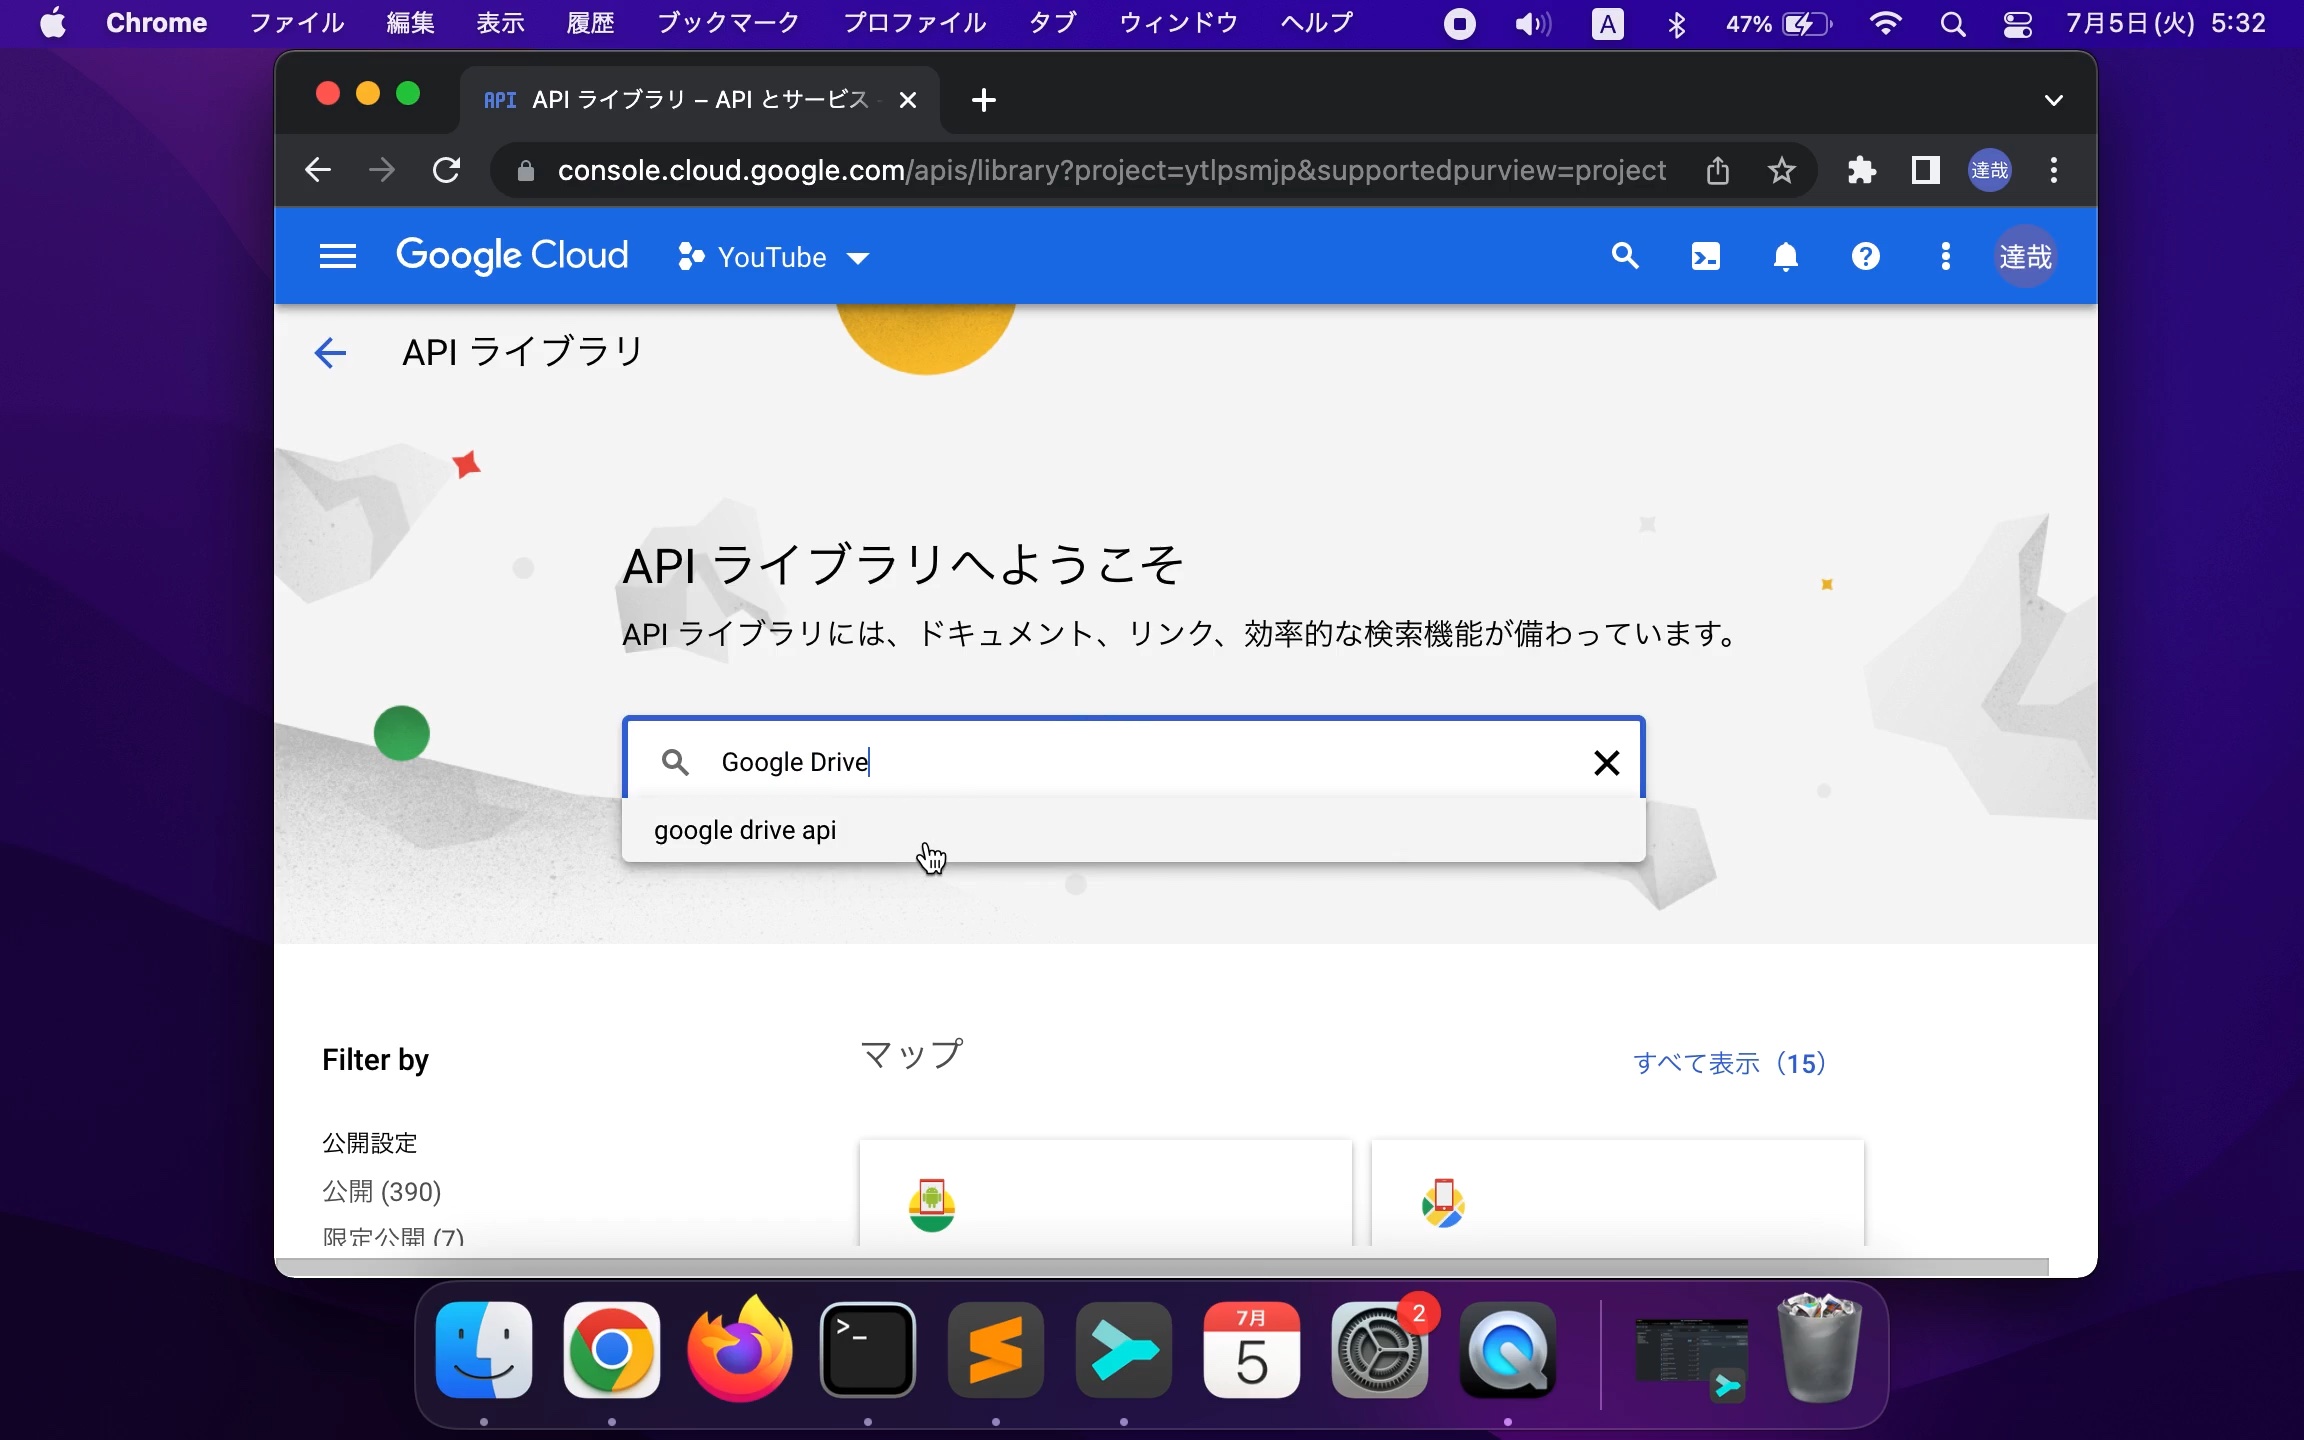 Chrome ファイル 編集 表示 履歴 ブックマーク プロファイル タブ ウィンドウ ヘルプ A 47% 7月5日(火) 5:32
API API ライブラリ – API とサービス
console.cloud.google.com/apis/library?project=ytlpsmjp&supportedpurview=project 達哉
Google Cloud YouTube 達哉
API ライブラリ
API ライブラリへようこそ
API ライブラリには、ドキュメント、リンク、効率的な検索機能が備わっています。
Google Drive
google drive api
Filter by
マップ
すべて表示（15）
公開設定
公開 (390)
限定公開 (7)
7月
5
2